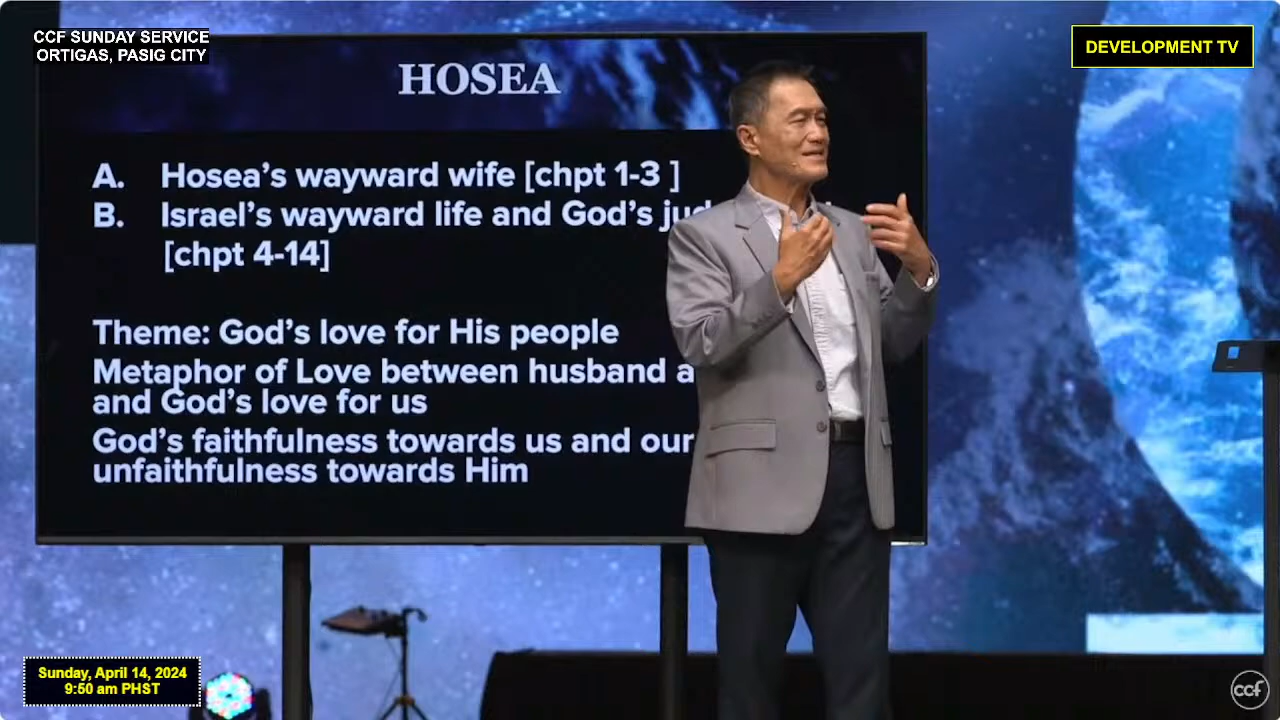 CCF SUNDAY SERVICE
ORTIGAS, PASIG CITY
DEVELOPMENT TV
HOSEA
A. Hosea's wayward wife [chpt 1-3 ]
B. Israel's wayward life and God's
[chpt 4-14]
Theme: God's love for His people
Metaphor of Love between husband
and God's love for us
God's faithfulness towards us and our
unfaithfulness towards Him
Sunday, April 14, 2024
9:50 am PHST
ccf